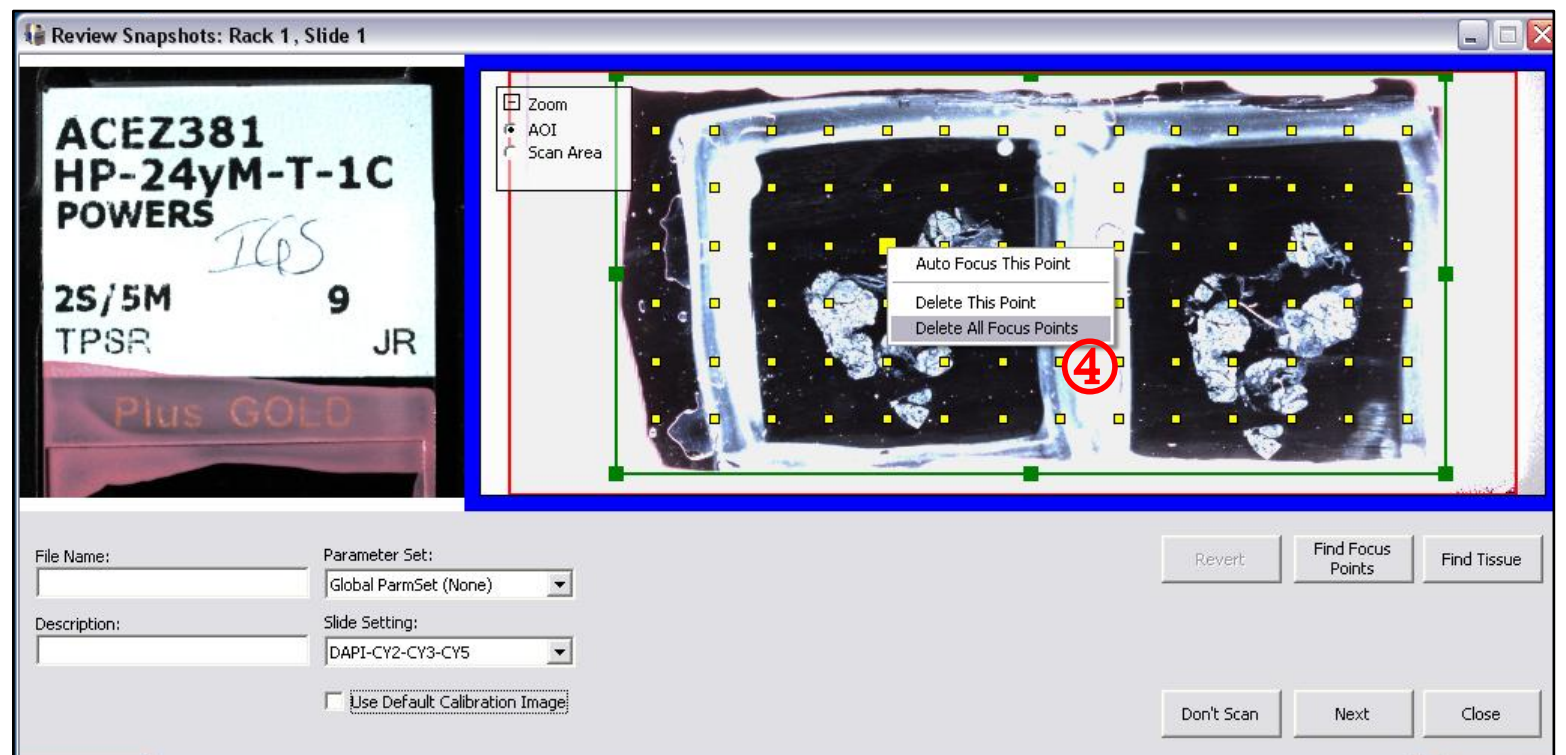 Review Snapshots: Rack 1, Slide 1
ACEZ381
HP-24yM-T-1C
POWERS
IGS
2S/5M 9
TPSR JR
Plus GOLD
Zoom
AOI
Scan Area
Auto Focus This Point
Delete This Point
Delete All Focus Points
④
File Name:
Parameter Set:
Global ParmSet (None)
Description:
Slide Setting:
DAPI-CY2-CY3-CY5
Use Default Calibration Image
Revert
Find Focus
Points
Find Tissue
Don't Scan
Next
Close